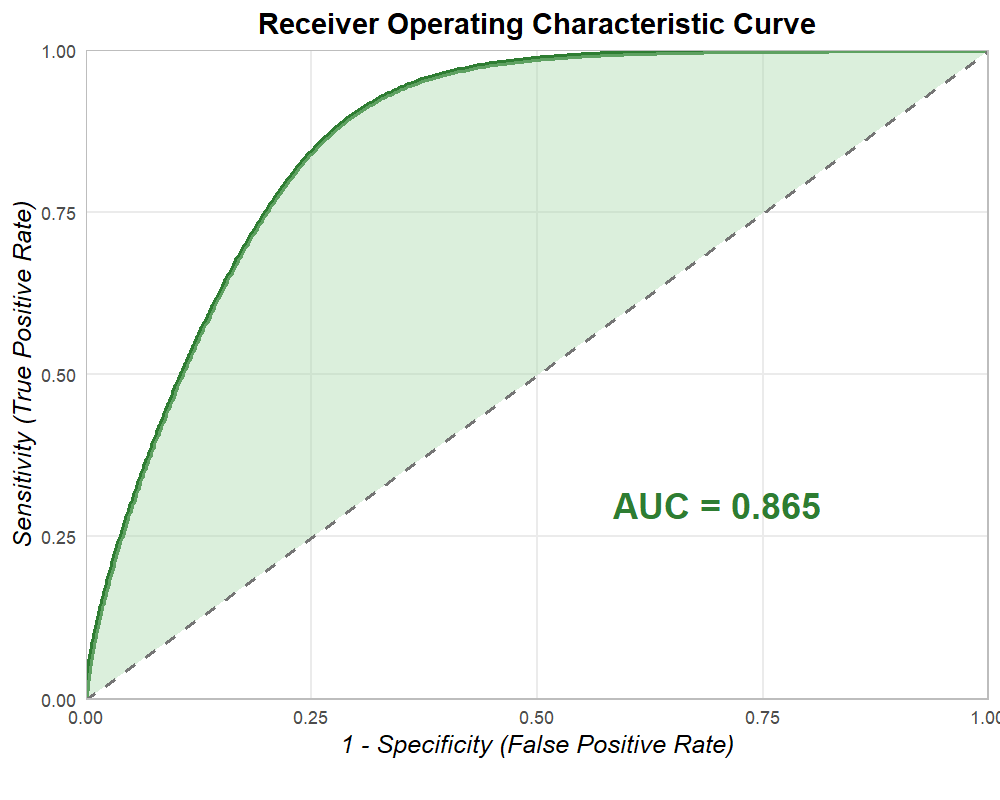 Receiver Operating Characteristic Curve
1.00
0.75
0.50
0.25
0.00
Sensitivity (True Positive Rate)
AUC = 0.865
0.00 0.25 0.50 0.75 1.00
1 - Specificity (False Positive Rate)